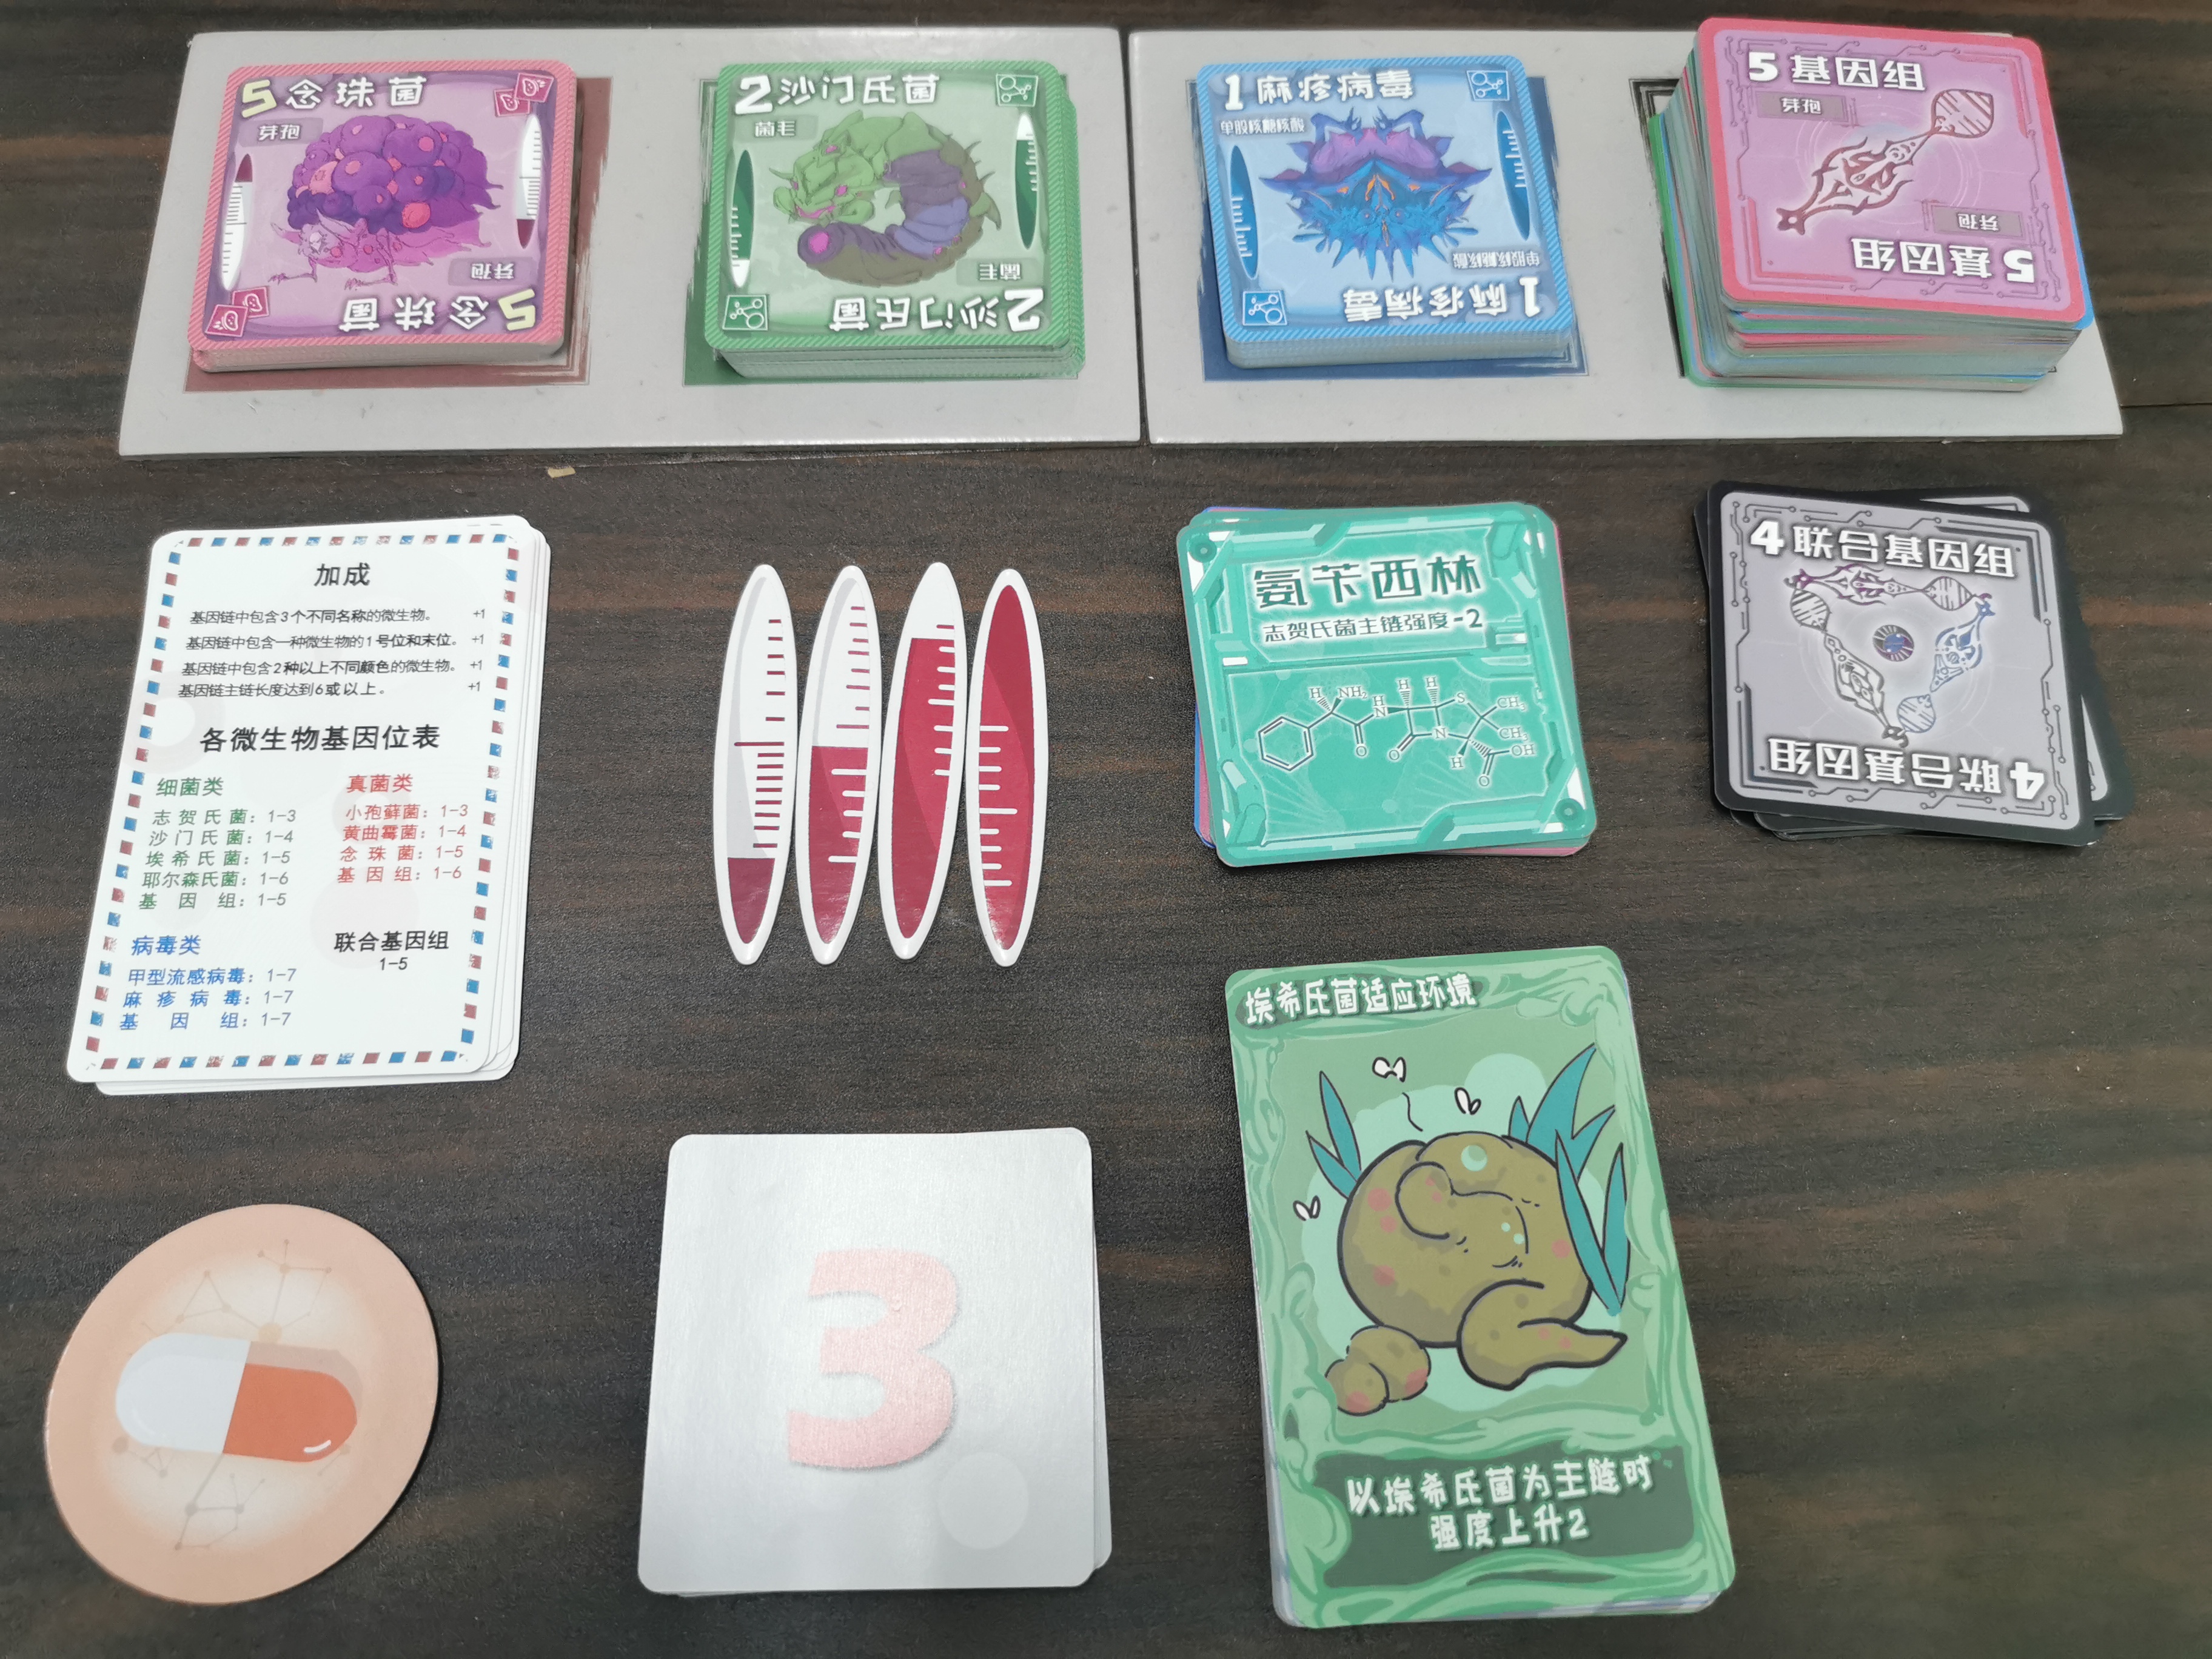 5 念珠菌
芽孢
芽孢
5 念珠菌
2 沙门氏菌
菌毛
菌毛
2 沙门氏菌
1 麻疹病毒
单股核糖核酸
单股核糖核酸
1 麻疹病毒
5 基因组
芽孢
芽孢
5 基因组
加成
基因链中包含3个不同名称的微生物。 +1
基因链中包含一种微生物的1号位和末位。 +1
基因链中包含2种以上不同颜色的微生物。 +1
基因链主链长度达到6或以上。 +1
各微生物基因位表
细菌类
志贺氏菌：1-3
沙门氏菌：1-4
埃希氏菌：1-5
耶尔森氏菌：1-6
基因组：1-5
真菌类
小孢藓菌：1-3
黄曲霉菌：1-4
念珠菌：1-5
基因组：1-6
病毒类
甲型流感病毒：1-7
麻疹病毒：1-7
基因组：1-7
联合基因组
1-5
氨苄西林
志贺氏菌主链强度-2
H NH₂ H H H S CH₃ CH₃ O O N H O OH
4 联合基因组
4 联合基因组
3
埃希氏菌适应环境
以埃希氏菌为主链时
强度上升2